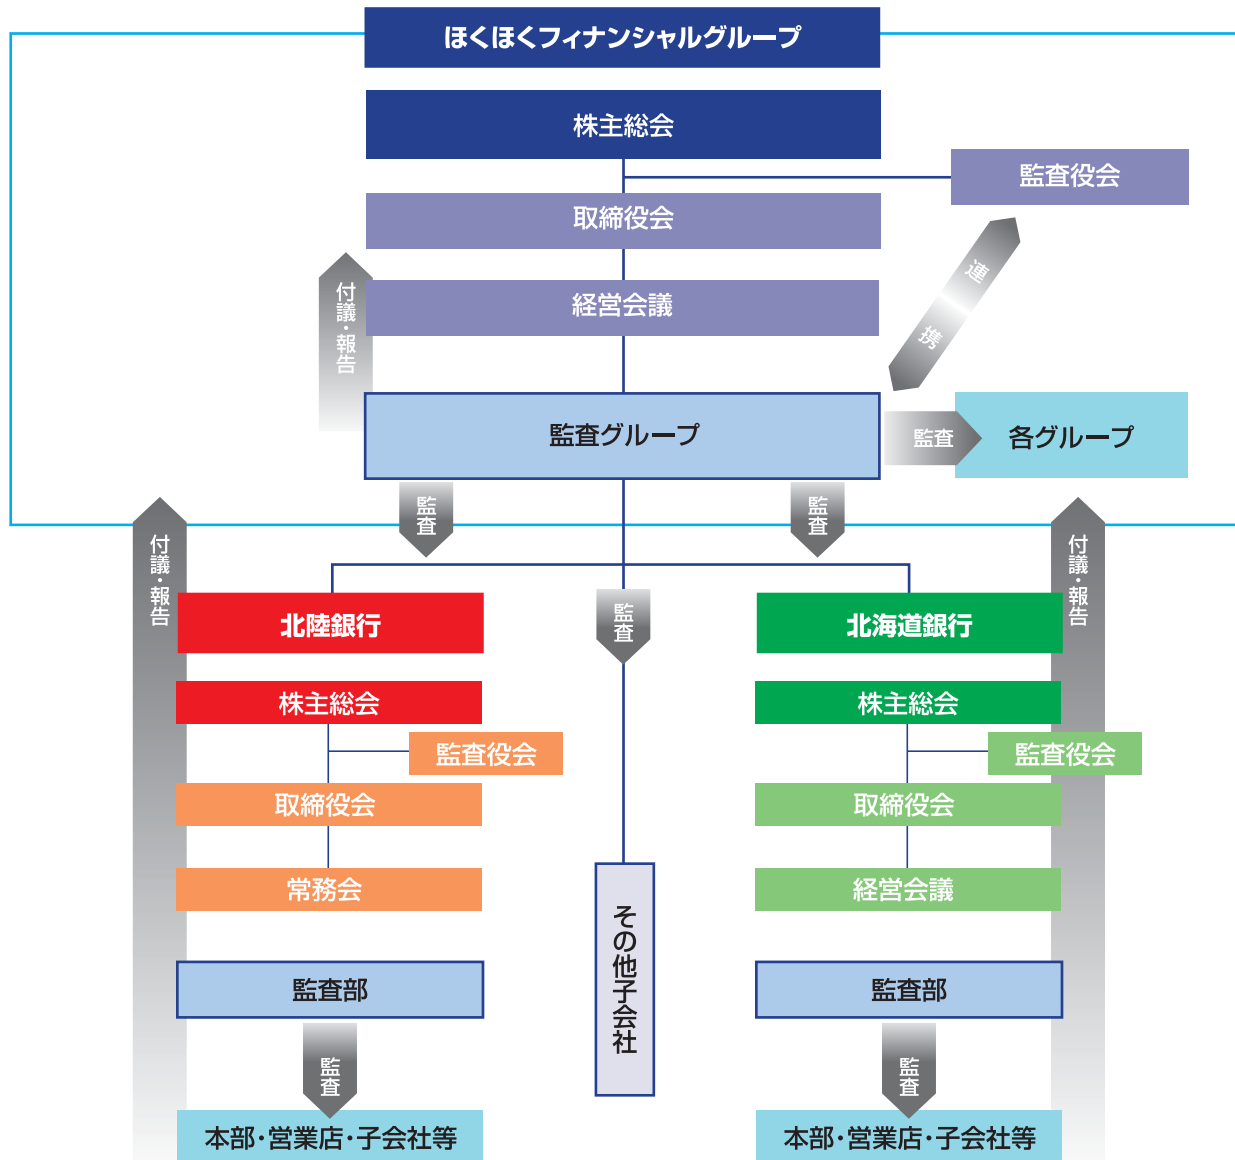 ほくほくフィナンシャルグループ
株主総会
監査役会
取締役会
経営会議
付議・報告
連携
監査グループ
監査
各グループ
監査
監査
付議・報告
付議・報告
北陸銀行
監査
北海道銀行
株主総会
株主総会
監査役会
監査役会
取締役会
取締役会
常務会
経営会議
その他子会社
監査部
監査部
監査
監査
本部・営業店・子会社等
本部・営業店・子会社等